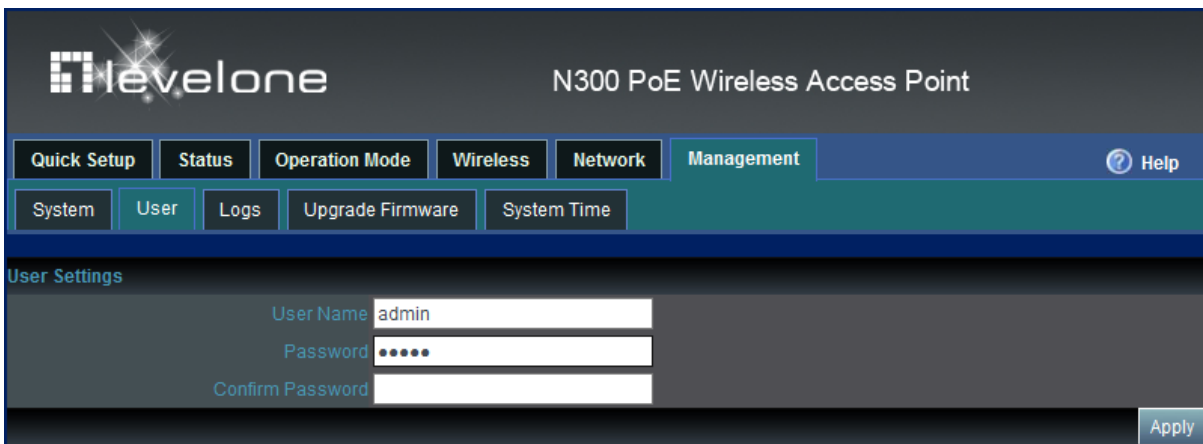 levelone
N300 PoE Wireless Access Point
Quick Setup Status Operation Mode Wireless Network Management ? Help
System User Logs Upgrade Firmware System Time
User Settings
User Name admin
Password •••••
Confirm Password
Apply